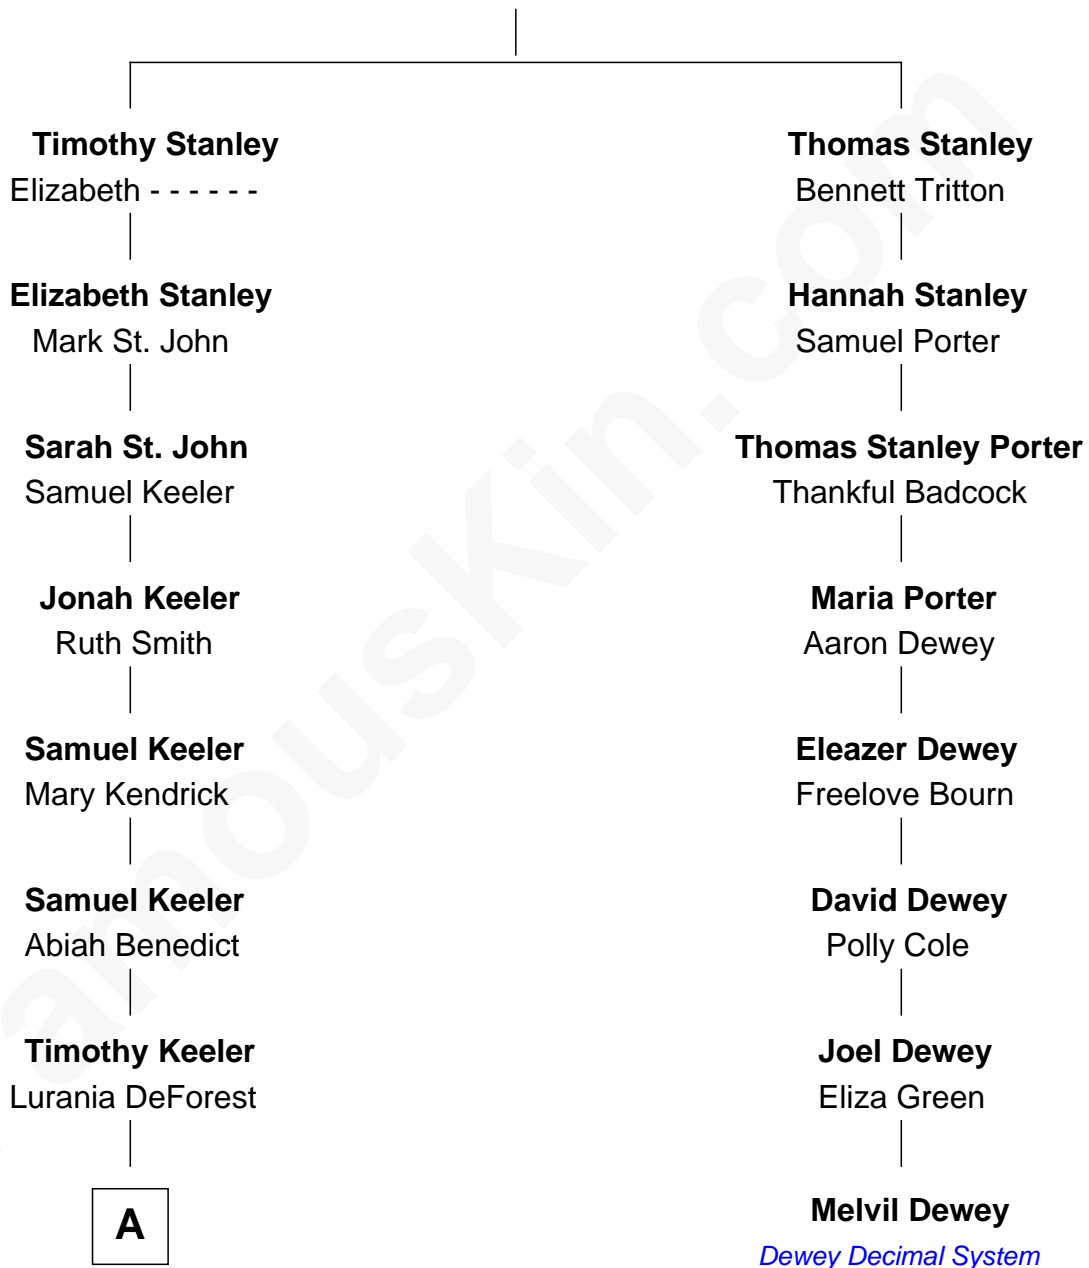 Timothy Stanley
Elizabeth - - - - - -
Thomas Stanley
Bennett Tritton
Elizabeth Stanley
Mark St. John
Hannah Stanley
Samuel Porter
Sarah St. John
Samuel Keeler
Thomas Stanley Porter
Thankful Badcock
Jonah Keeler
Ruth Smith
Maria Porter
Aaron Dewey
Samuel Keeler
Mary Kendrick
Eleazer Dewey
Freelove Bourn
Samuel Keeler
Abiah Benedict
David Dewey
Polly Cole
Timothy Keeler
Lurania DeForest
Joel Dewey
Eliza Green
A
Melvil Dewey
Dewey Decimal System
amouskin.com